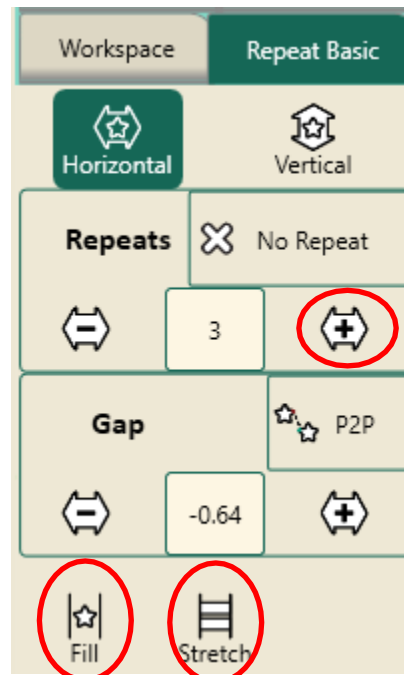 Workspace Repeat Basic
Horizontal Vertical
Repeats No Repeat
3
Gap P2P
-0.64
Fill Stretch